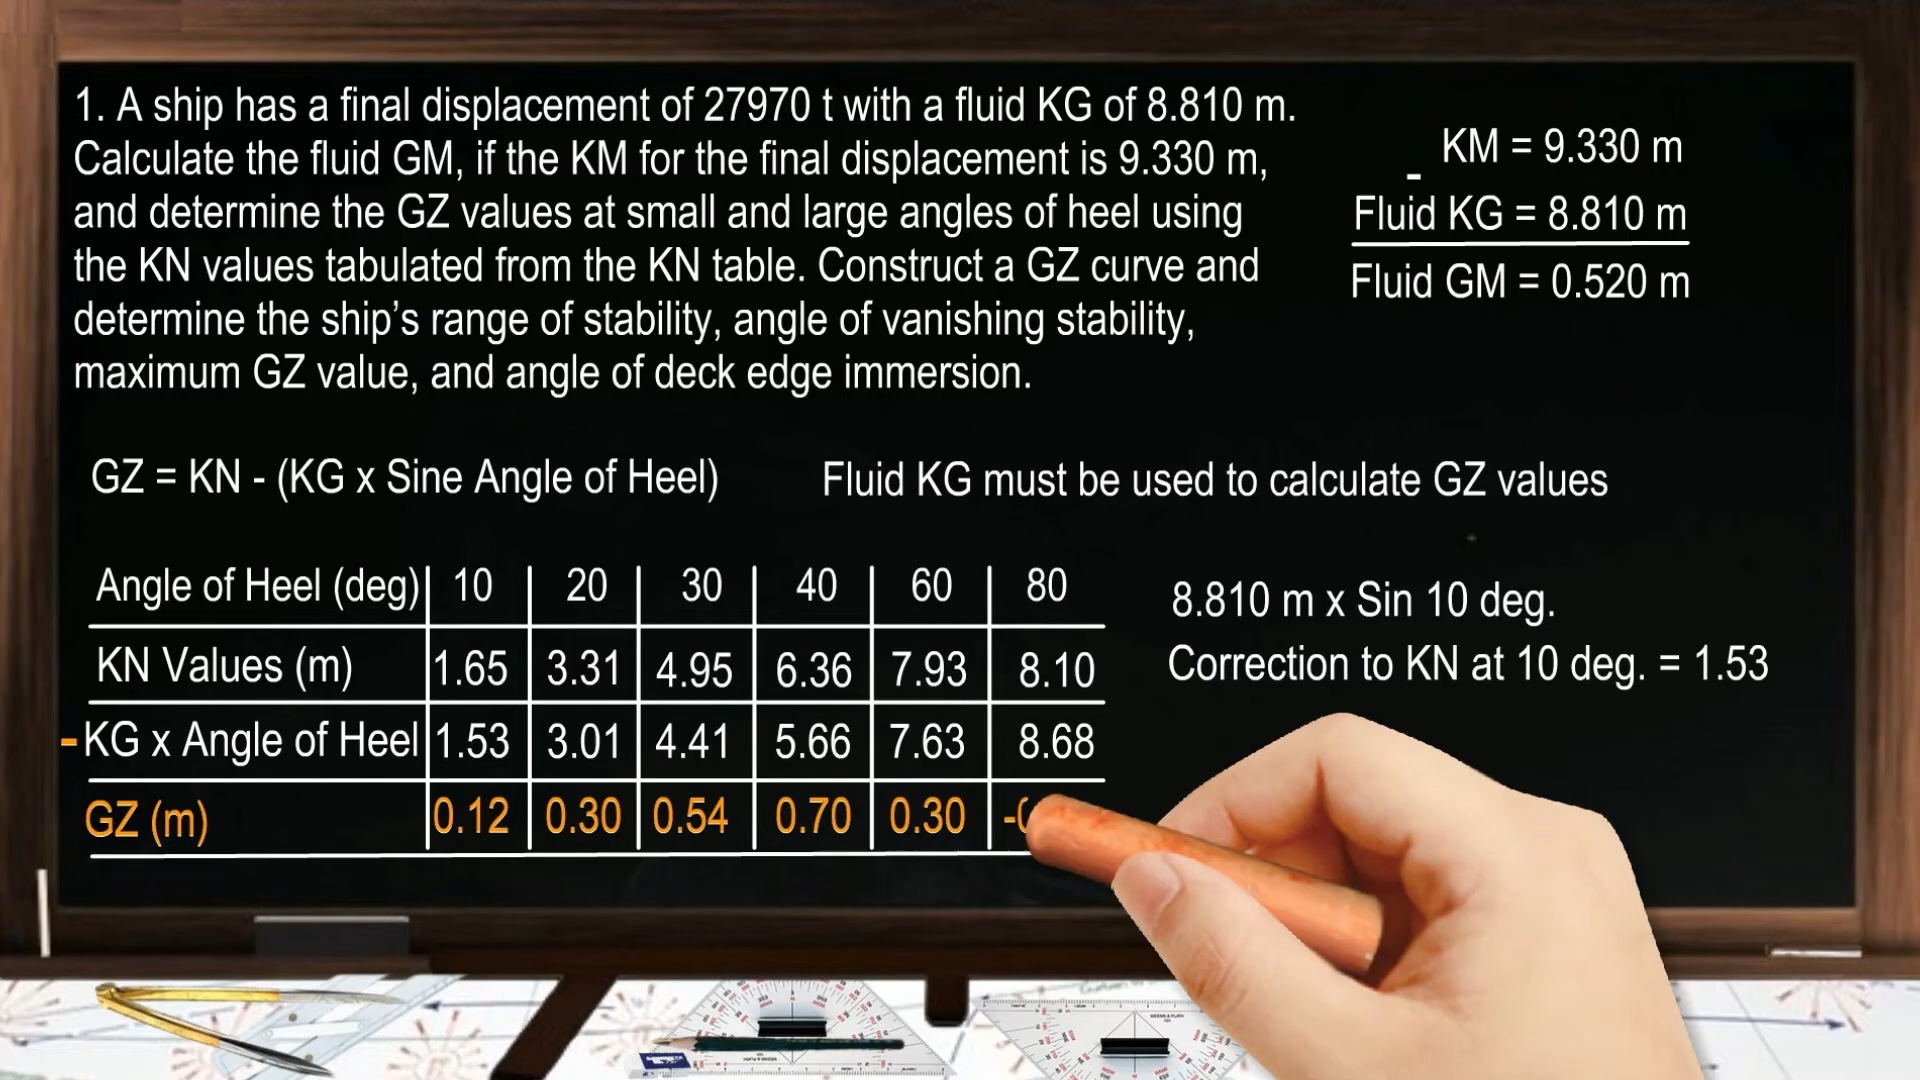 1. A ship has a final displacement of 27970 t with a fluid KG of 8.810 m.
Calculate the fluid GM, if the KM for the final displacement is 9.330 m,
and determine the GZ values at small and large angles of heel using
the KN values tabulated from the KN table. Construct a GZ curve and
determine the ship's range of stability, angle of vanishing stability,
maximum GZ value, and angle of deck edge immersion.
KM = 9.330 m
-
Fluid KG = 8.810 m
Fluid GM = 0.520 m
GZ = KN - (KG x Sine Angle of Heel)
Fluid KG must be used to calculate GZ values
Angle of Heel (deg) 10 20 30 40 60 80
KN Values (m) 1.65 3.31 4.95 6.36 7.93 8.10
- KG x Angle of Heel 1.53 3.01 4.41 5.66 7.63 8.68
GZ (m) 0.12 0.30 0.54 0.70 0.30 -0
8.810 m x Sin 10 deg.
Correction to KN at 10 deg. = 1.53